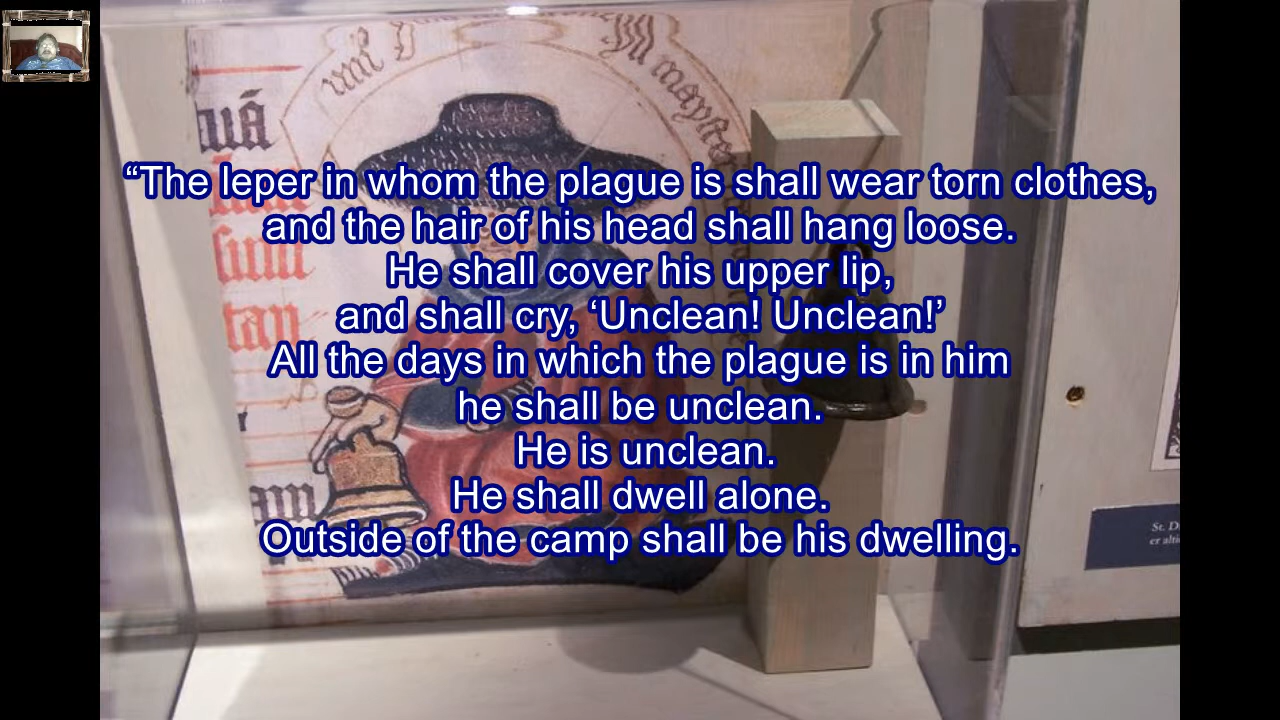 “The leper in whom the plague is shall wear torn clothes,
and the hair of his head shall hang loose.
He shall cover his upper lip,
and shall cry, ‘Unclean! Unclean!’
All the days in which the plague is in him
he shall be unclean.
He is unclean.
He shall dwell alone.
Outside of the camp shall be his dwelling.
St. D